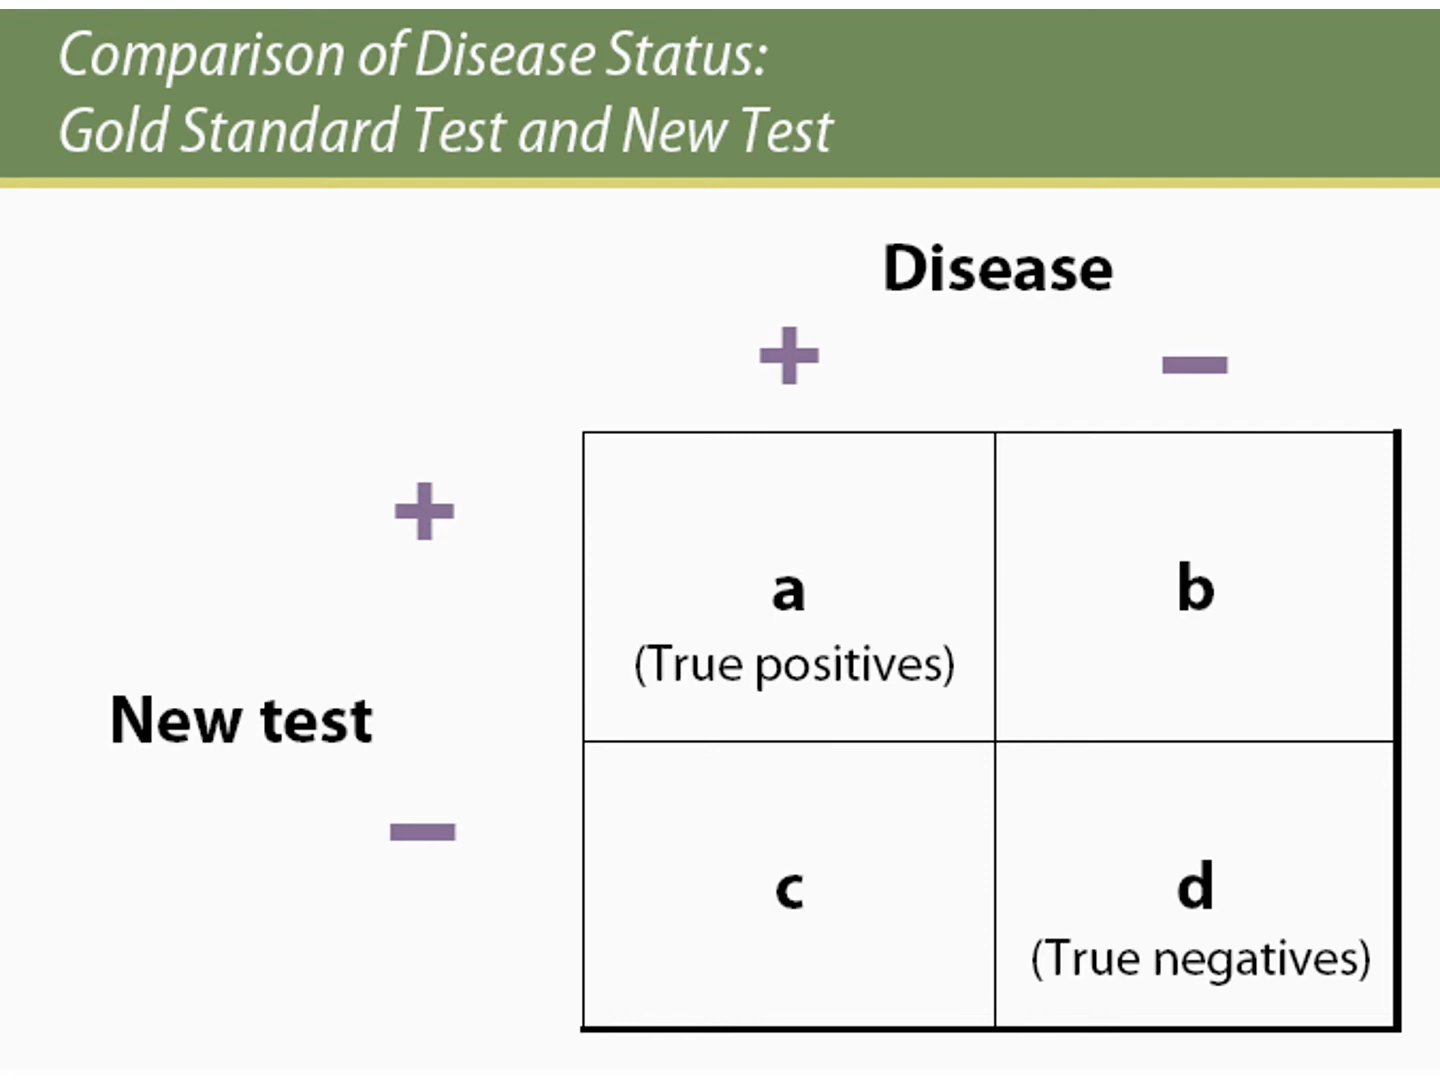 Comparison of Disease Status:
Gold Standard Test and New Test
Disease
+ −
+
a b
(True positives)
New test
−
c d
(True negatives)